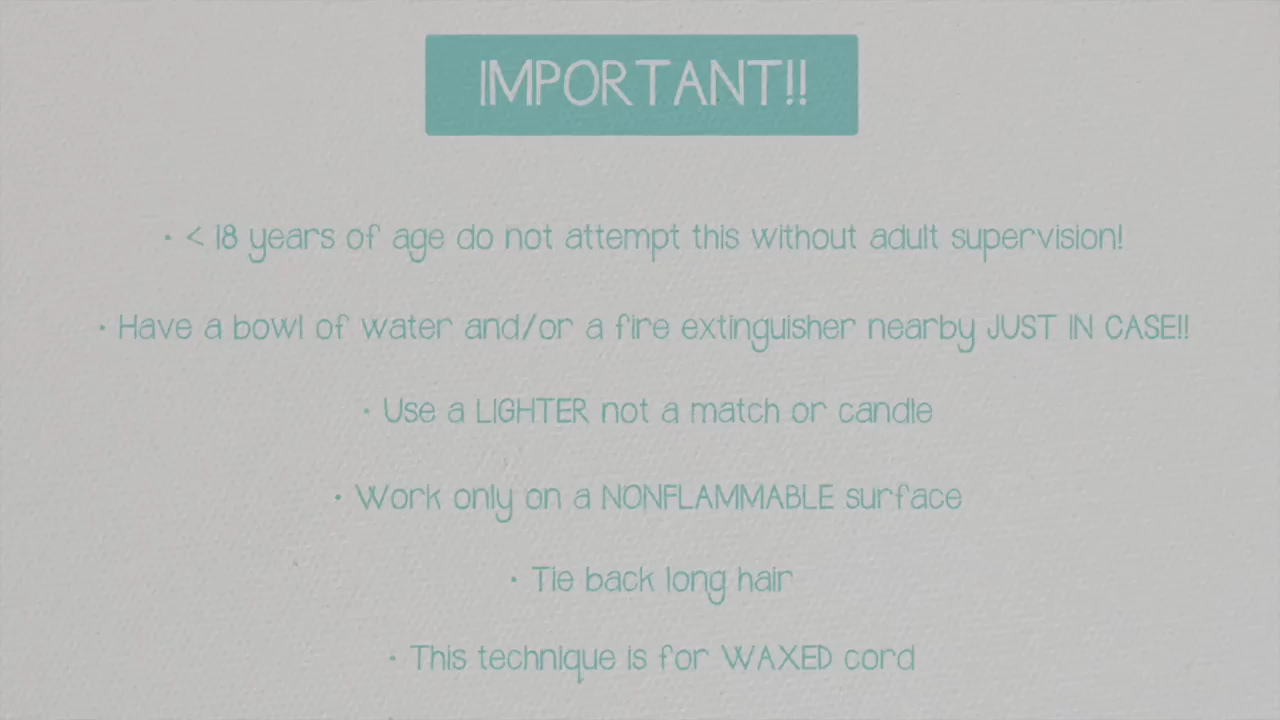 IMPORTANT!!
· < 18 years of age do not attempt this without adult supervision!
· Have a bowl of water and/or a fire extinguisher nearby JUST IN CASE!!
· Use a LIGHTER not a match or candle
· Work only on a NONFLAMMABLE surface
· Tie back long hair
· This technique is for WAXED cord